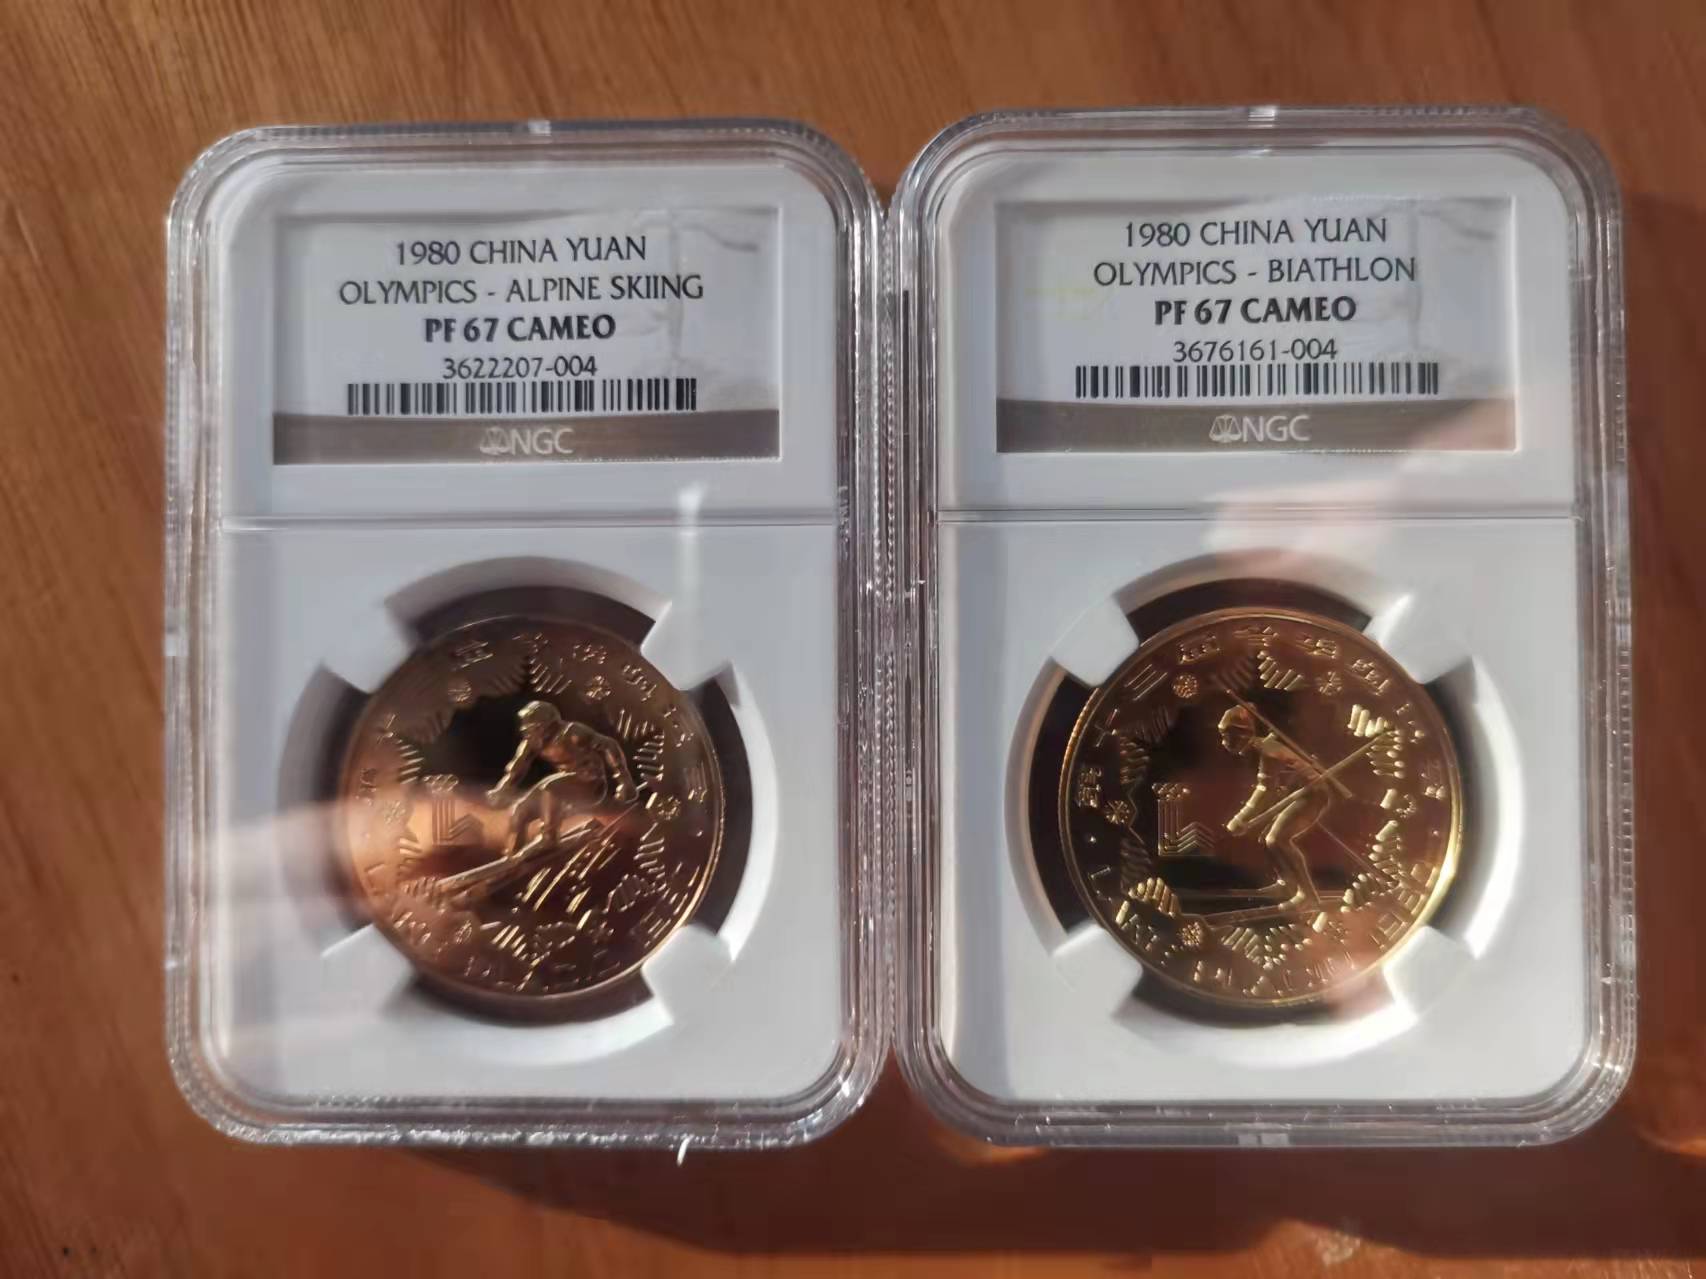 1980 CHINA YUAN
OLYMPICS - ALPINE SKIING
PF 67 CAMEO
3622207-004
NGC
1980 CHINA YUAN
OLYMPICS - BIATHLON
PF 67 CAMEO
3676161-004
NGC